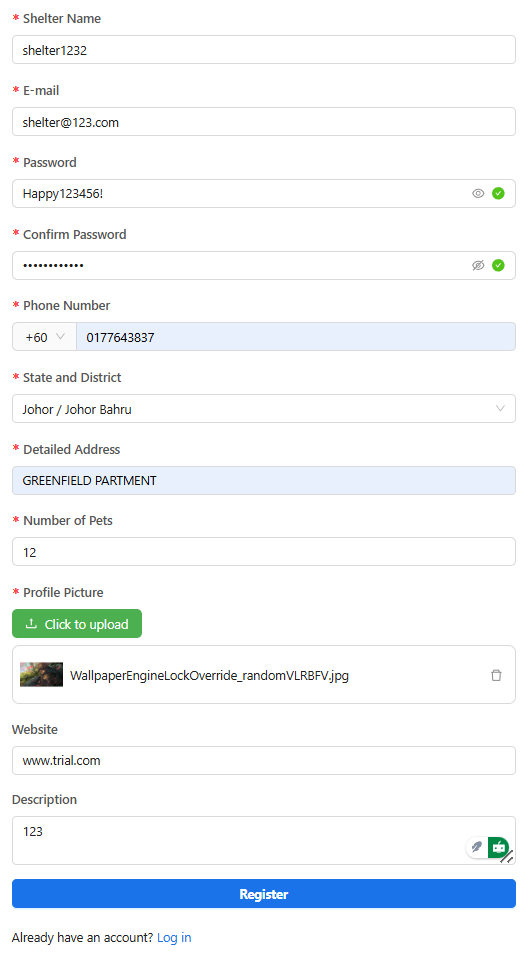 * Shelter Name
shelter1232
* E-mail
shelter@123.com
* Password
Happy123456!
* Confirm Password
••••••••••••
* Phone Number
+60 0177643837
* State and District
Johor / Johor Bahru
* Detailed Address
GREENFIELD PARTMENT
* Number of Pets
12
* Profile Picture
Click to upload
WallpaperEngineLockOverride_randomVLRBFV.jpg
Website
www.trial.com
Description
123
Register
Already have an account? Log in